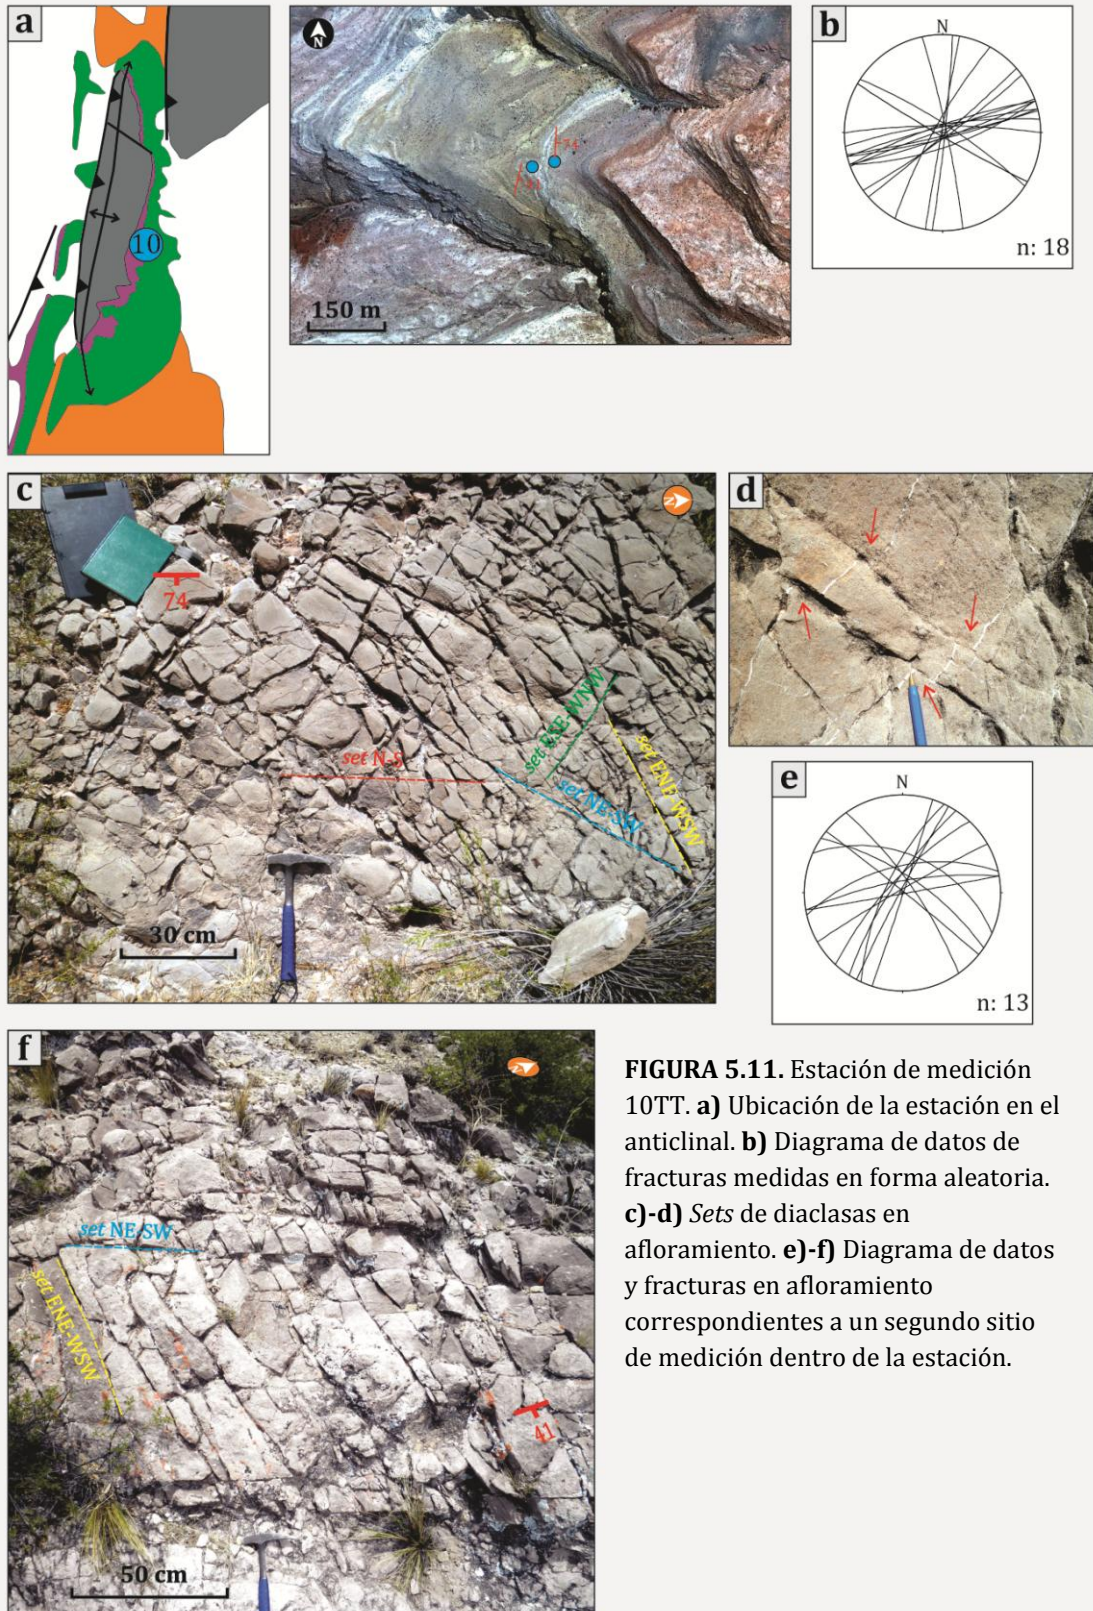 a
10
N
74
41
150 m
b
N
n: 18
c
N
74
set N-S
set ESE-WNW
set NE-SW
set ENE-WSW
30 cm
d
e
N
n: 13
f
set NE-SW
set ENE-WSW
41
50 cm
FIGURA 5.11. Estación de medición
10TT. a) Ubicación de la estación en el
anticlinal. b) Diagrama de datos de
fracturas medidas en forma aleatoria.
c)-d) Sets de diaclasas en
afloramiento. e)-f) Diagrama de datos
y fracturas en afloramiento
correspondientes a un segundo sitio
de medición dentro de la estación.